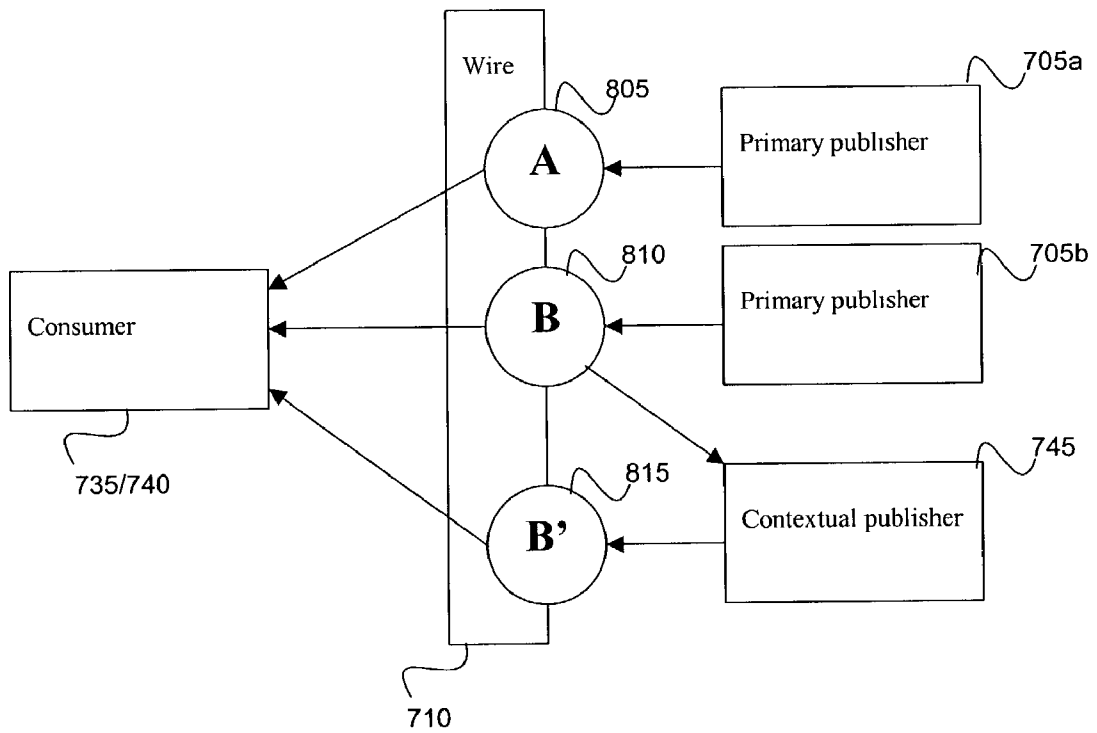 Wire
805
705a
A
Primary publisher
810
705b
B
Primary publisher
Consumer
735/740
815
745
B’
Contextual publisher
710